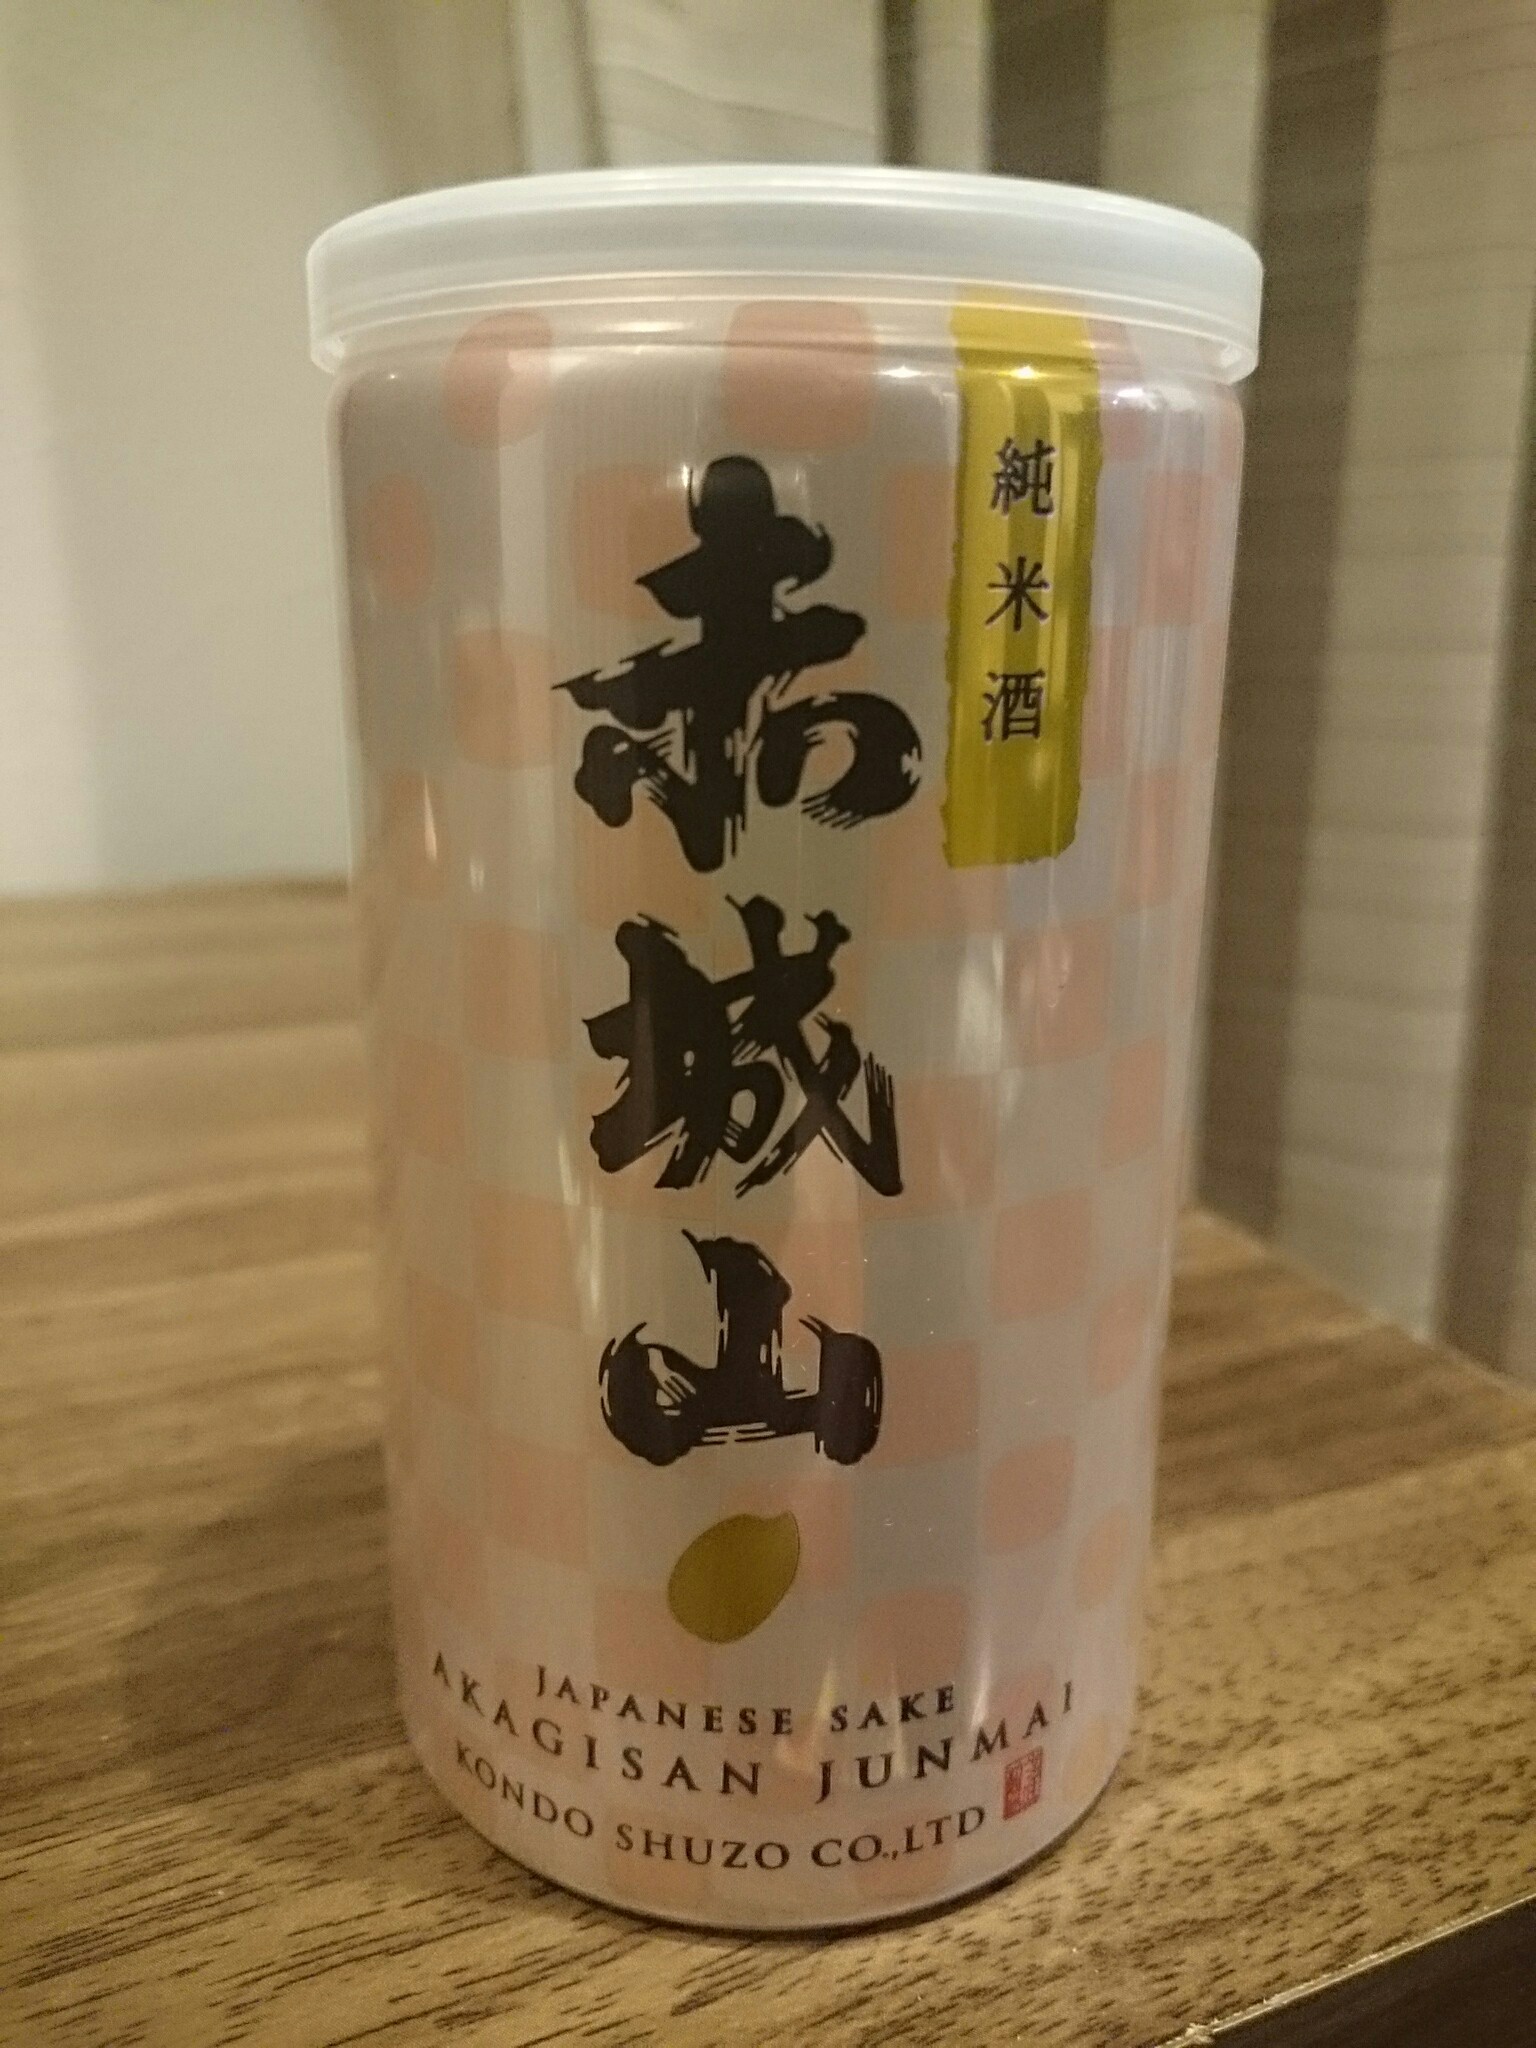 純米酒
赤城山
JAPANESE SAKE
AKAGISAN JUNMAI
KONDO SHUZO CO.,LTD